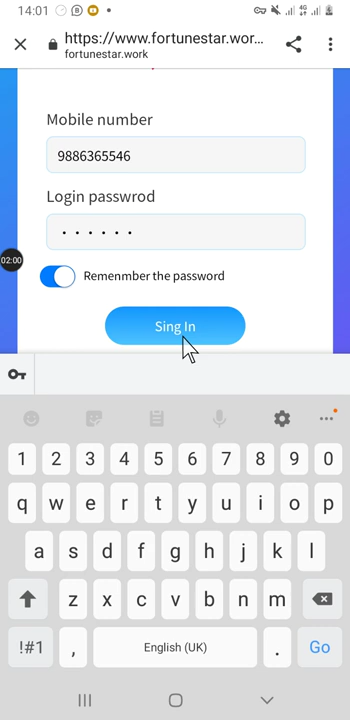 14:01
4G
https://www.fortunestar.wor...
fortunestar.work
Mobile number
9886365546
Login passwrod
02:00
Remenmber the password
Sing In
1 2 3 4 5 6 7 8 9 0
q w e r t y u i o p
a s d f g h j k l
z x c v b n m
!#1 , English (UK) . Go